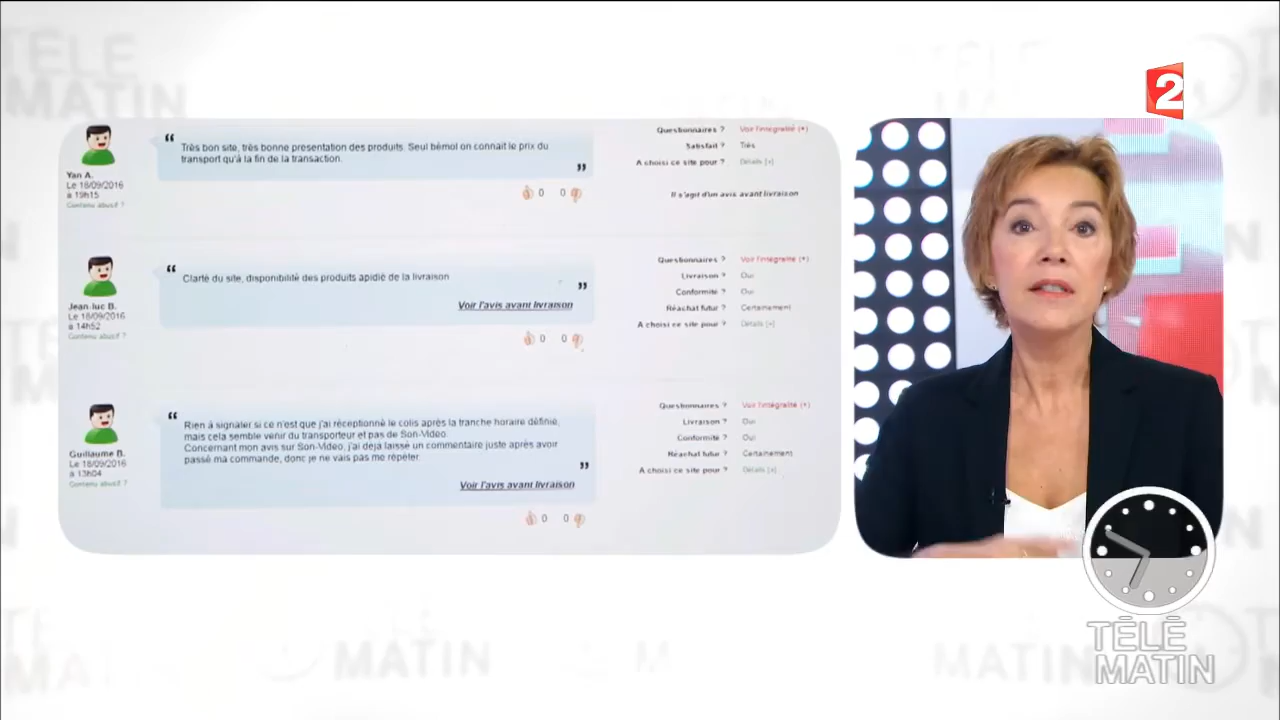 TÉLÉ
MATIN
2
Yan A.
Le 18/09/2016
à 19h15
Contenu abusif ?
“ Très bon site, très bonne présentation des produits. Seul bémol on connait le prix du
transport qu'à la fin de la transaction. ”
0 0
Questionnaires ? Voir l'intégralité (+)
Satisfait ? Très
A choisi ce site pour ? Détails [+]
Il s'agit d'un avis avant livraison
Jean-luc B.
Le 18/09/2016
à 14h52
Contenu abusif ?
“ Clarté du site, disponibilité des produits apidié de la livraison ”
Voir l'avis avant livraison
0 0
Questionnaires ? Voir l'intégralité (+)
Livraison ? Oui
Conformité ? Oui
Réachat futur ? Certainement
A choisi ce site pour ? Détails [+]
Guillaume B.
Le 18/09/2016
à 13h04
Contenu abusif ?
“ Rien à signaler si ce n'est que j'ai réceptionné le colis après la tranche horaire définie,
mais cela semble venir du transporteur et pas de Son-Video.
Concernant mon avis sur Son-Video, j'ai déjà laissé un commentaire juste après avoir
passé ma commande, donc je ne vais pas me répéter. ”
Voir l'avis avant livraison
0 0
Questionnaires ? Voir l'intégralité (+)
Livraison ? Oui
Conformité ? Oui
Réachat futur ? Certainement
A choisi ce site pour ? Détails [+]
TÉLÉ
MATIN
MATIN
MATIN